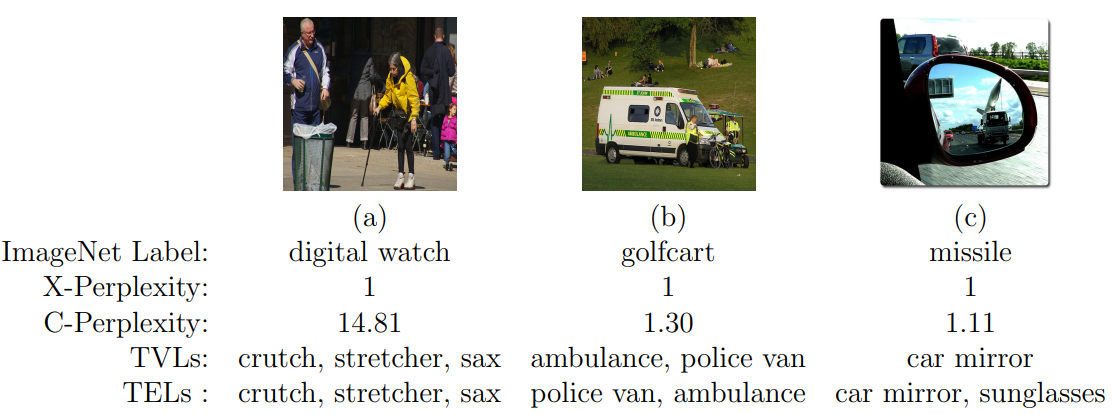 AMBULANCE
(a) (b) (c)
ImageNet Label: digital watch golfcart missile
X-Perplexity: 1 1 1
C-Perplexity: 14.81 1.30 1.11
TVLs: crutch, stretcher, sax ambulance, police van car mirror
TELs : crutch, stretcher, sax police van, ambulance car mirror, sunglasses